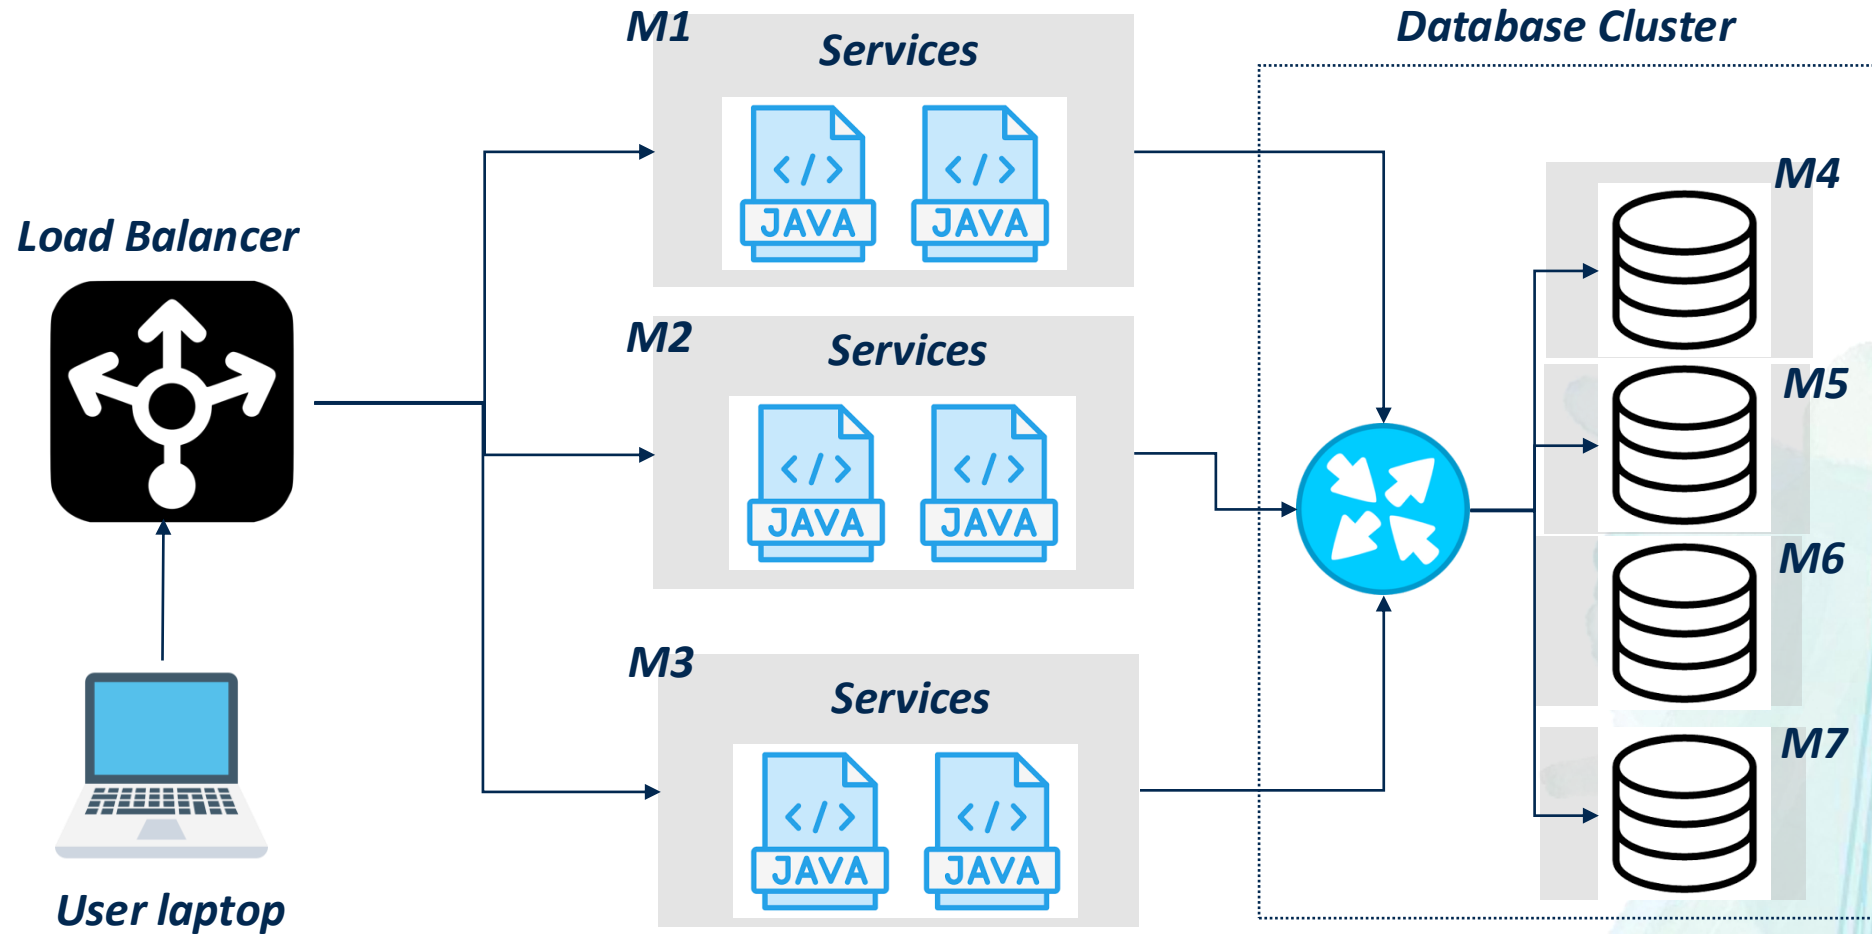 M1
Services
JAVA JAVA
Database Cluster
M4
Load Balancer
M2
Services
JAVA JAVA
M5
M6
M3
Services
JAVA JAVA
M7
User laptop